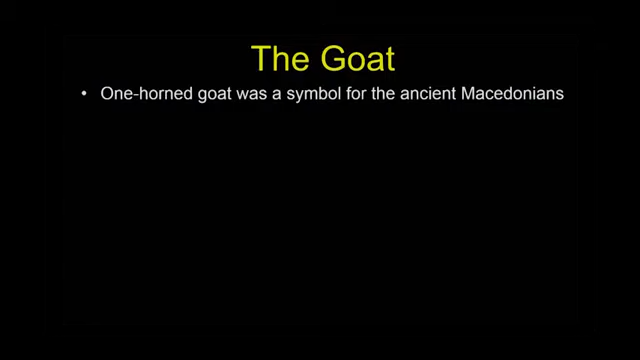 The Goat
• One-horned goat was a symbol for the ancient Macedonians